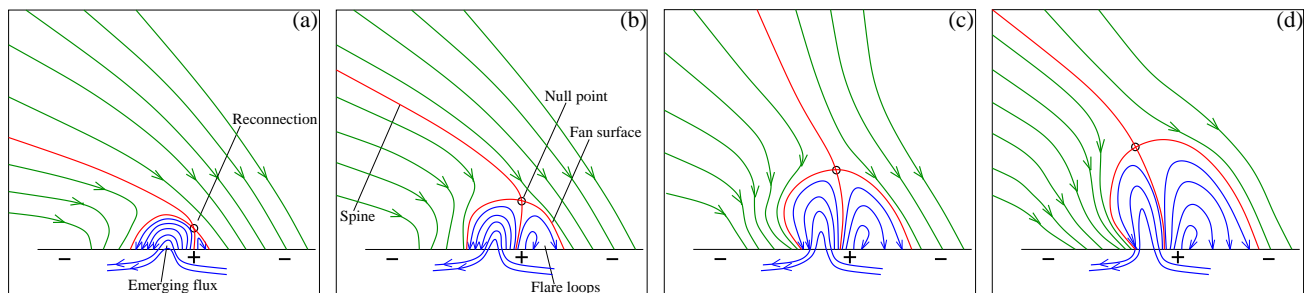 (a)
Reconnection
− + −
Emerging flux
(b)
Null point
Fan surface
Spine
− + −
Flare loops
(c)
− + −
(d)
− + −